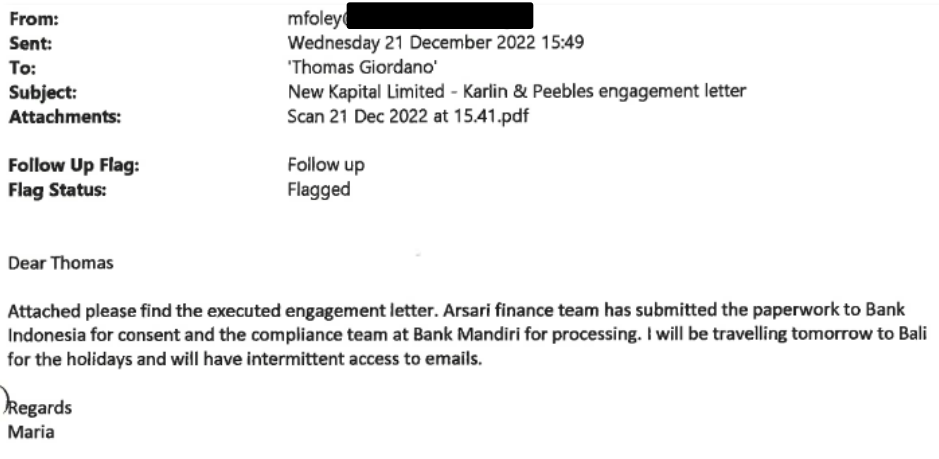 From: mfoley@
Sent: Wednesday 21 December 2022 15:49
To: 'Thomas Giordano'
Subject: New Kapital Limited - Karlin & Peebles engagement letter
Attachments: Scan 21 Dec 2022 at 15.41.pdf
Follow Up Flag: Follow up
Flag Status: Flagged
Dear Thomas
Attached please find the executed engagement letter. Arsari finance team has submitted the paperwork to Bank
Indonesia for consent and the compliance team at Bank Mandiri for processing. I will be travelling tomorrow to Bali
for the holidays and will have intermittent access to emails.
Regards
Maria